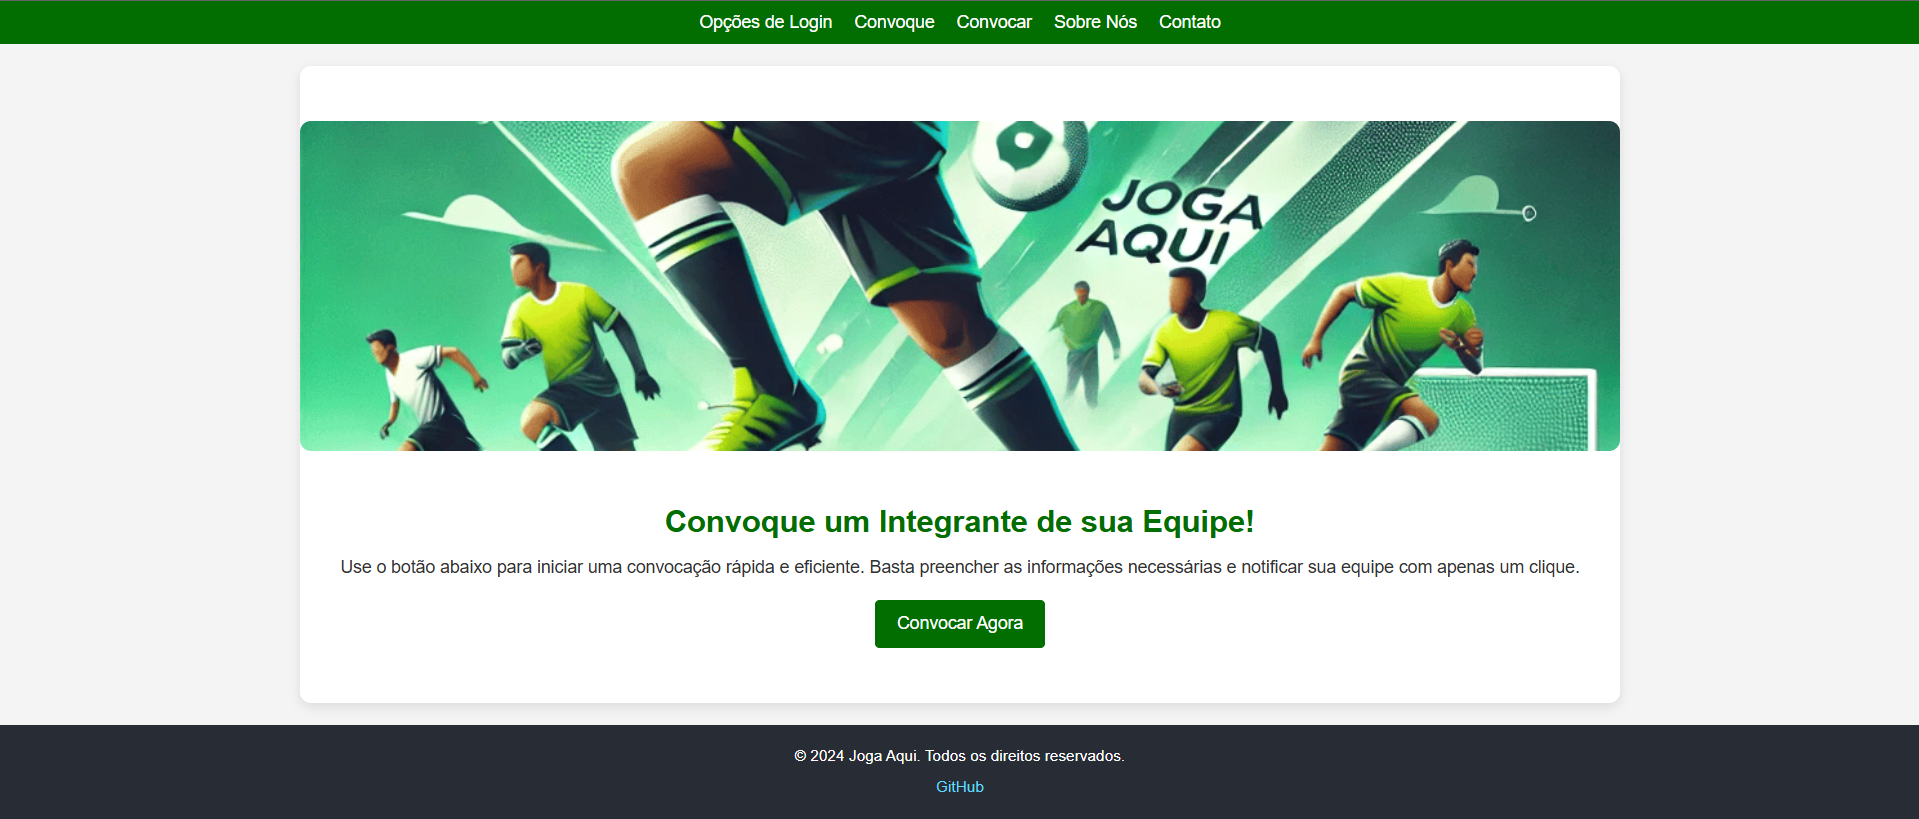 Opções de Login Convoque Convocar Sobre Nós Contato
JOGA
AQUI
Convoque um Integrante de sua Equipe!
Use o botão abaixo para iniciar uma convocação rápida e eficiente. Basta preencher as informações necessárias e notificar sua equipe com apenas um clique.
Convocar Agora
© 2024 Joga Aqui. Todos os direitos reservados.
GitHub